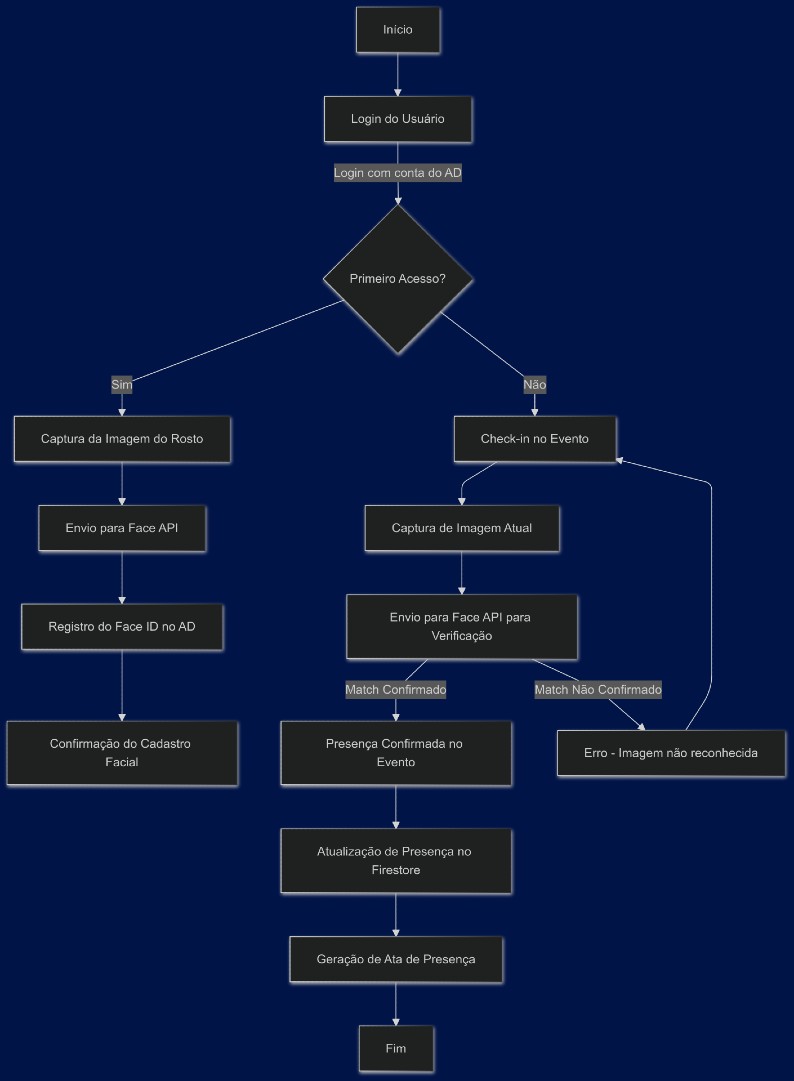 Início
Login do Usuário
Login com conta do AD
Primeiro Acesso?
Sim
Não
Captura da Imagem do Rosto
Check-in no Evento
Envio para Face API
Captura de Imagem Atual
Registro do Face ID no AD
Envio para Face API para
Verificação
Match Confirmado
Match Não Confirmado
Confirmação do Cadastro
Facial
Presença Confirmada no
Evento
Erro - Imagem não reconhecida
Atualização de Presença no
Firestore
Geração de Ata de Presença
Fim